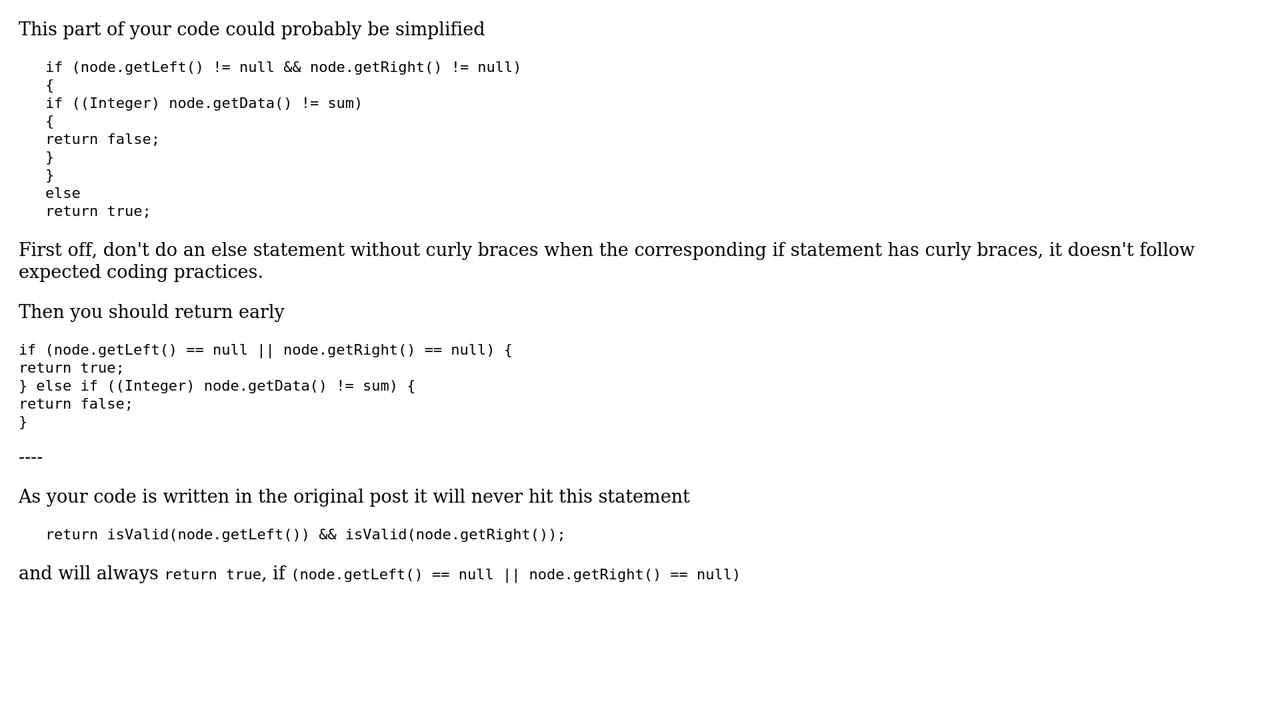 This part of your code could probably be simplified
if (node.getLeft() != null && node.getRight() != null)
{
if ((Integer) node.getData() != sum)
{
return false;
}
}
else
return true;
First off, don't do an else statement without curly braces when the corresponding if statement has curly braces, it doesn't follow
expected coding practices.
Then you should return early
if (node.getLeft() == null || node.getRight() == null) {
return true;
} else if ((Integer) node.getData() != sum) {
return false;
}
----
As your code is written in the original post it will never hit this statement
return isValid(node.getLeft()) && isValid(node.getRight());
and will always return true, if (node.getLeft() == null || node.getRight() == null)